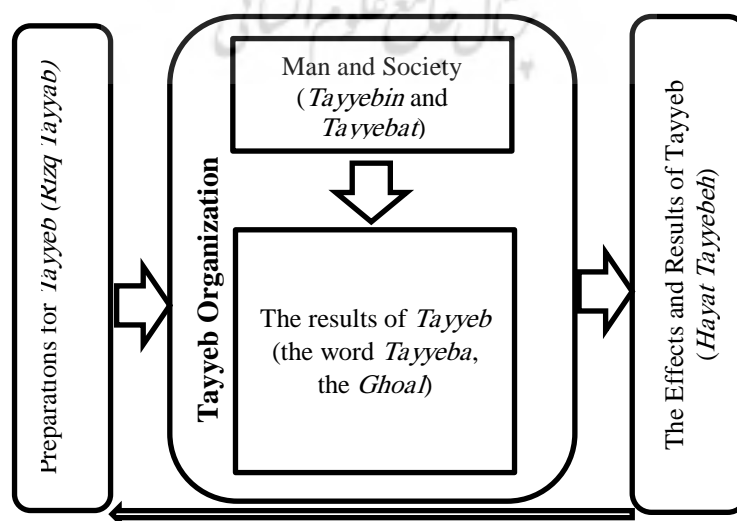 Preparations for Tayyeb (Rizq Tayyab)
Tayyeb Organization
Man and Society
(Tayyebin and
Tayyebat)
The results of Tayyeb
(the word Tayyeba,
the Ghoal)
The Effects and Results of Tayyeb
(Hayat Tayyebeh)